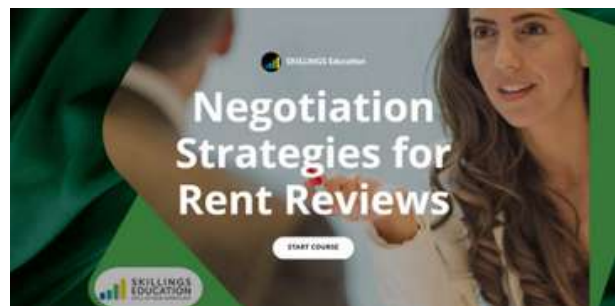 SKILLINGS Education
Negotiation
Strategies for
Rent Reviews
START COURSE
SKILLINGS
EDUCATION